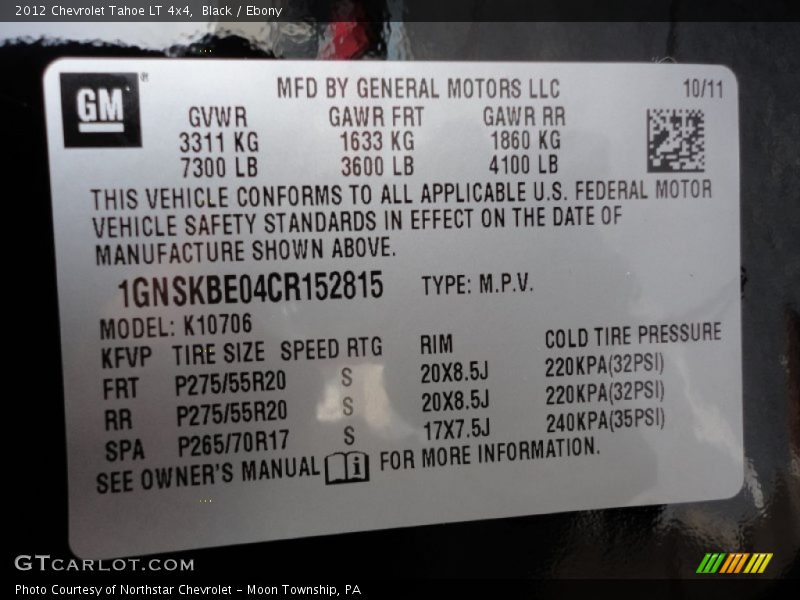 2012 Chevrolet Tahoe LT 4x4, Black / Ebony
GM ® MFD BY GENERAL MOTORS LLC 10/11
GVWR GAWR FRT GAWR RR
3311 KG 1633 KG 1860 KG
7300 LB 3600 LB 4100 LB
THIS VEHICLE CONFORMS TO ALL APPLICABLE U.S. FEDERAL MOTOR
VEHICLE SAFETY STANDARDS IN EFFECT ON THE DATE OF
MANUFACTURE SHOWN ABOVE.
1GNSKBE04CR152815 TYPE: M.P.V.
MODEL: K10706
KFVP TIRE SIZE SPEED RTG RIM COLD TIRE PRESSURE
FRT P275/55R20 S 20X8.5J 220KPA(32PSI)
RR P275/55R20 S 20X8.5J 220KPA(32PSI)
SPA P265/70R17 S 17X7.5J 240KPA(35PSI)
SEE OWNER'S MANUAL i FOR MORE INFORMATION.
GTCARLOT.COM
Photo Courtesy of Northstar Chevrolet - Moon Township, PA